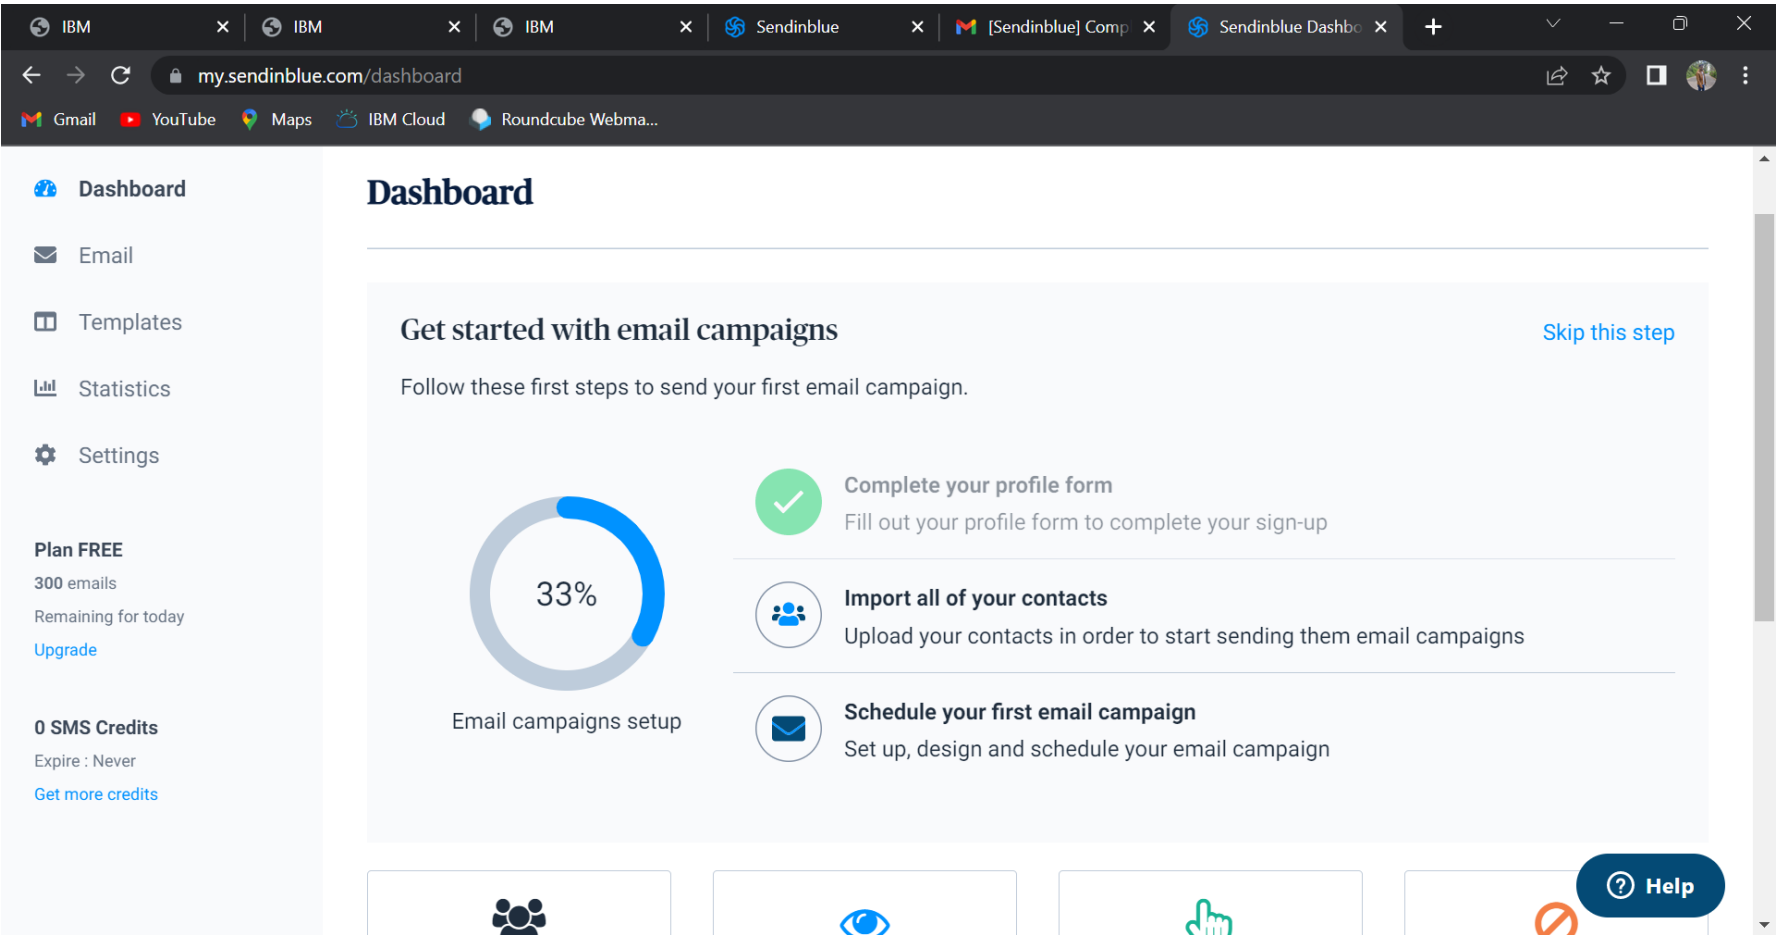 IBM
IBM
IBM
Sendinblue
[Sendinblue] Comp
Sendinblue Dashbo
my.sendinblue.com/dashboard
Gmail
YouTube
Maps
IBM Cloud
Roundcube Webma...
Dashboard
Email
Templates
Statistics
Settings
Plan FREE
300 emails
Remaining for today
Upgrade
0 SMS Credits
Expire : Never
Get more credits
Dashboard
Get started with email campaigns
Skip this step
Follow these first steps to send your first email campaign.
33%
Email campaigns setup
Complete your profile form
Fill out your profile form to complete your sign-up
Import all of your contacts
Upload your contacts in order to start sending them email campaigns
Schedule your first email campaign
Set up, design and schedule your email campaign
Help